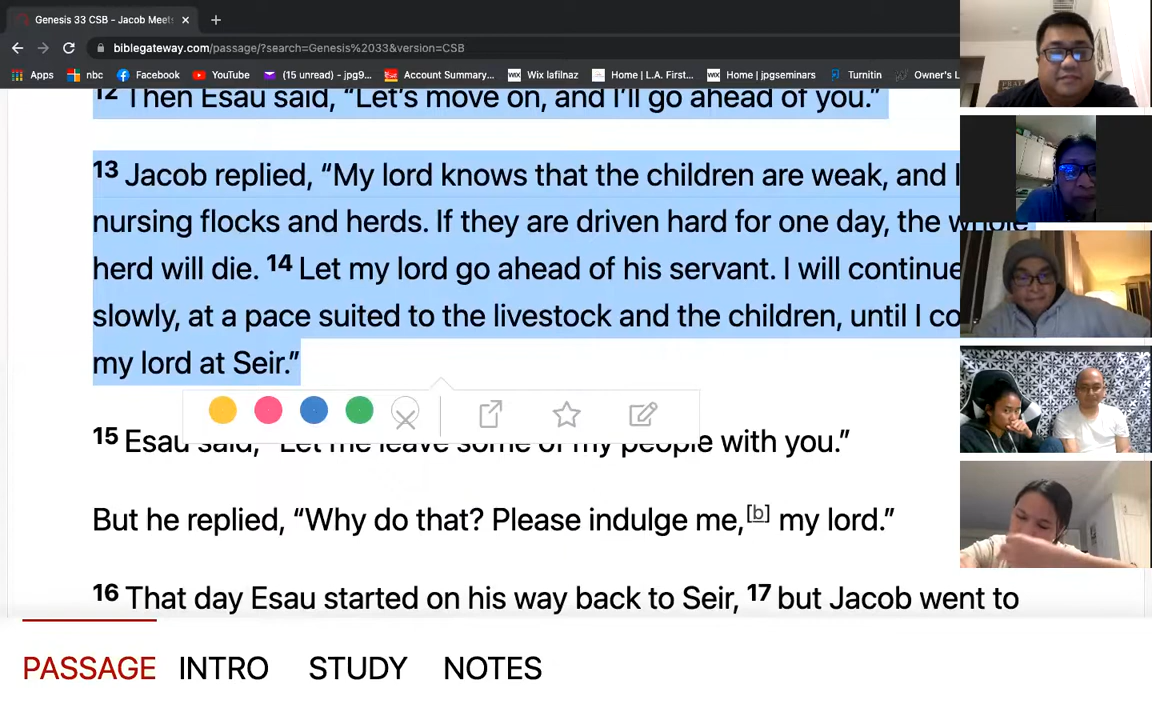 Genesis 33 CSB - Jacob Meets
biblegateway.com/passage/?search=Genesis%2033&version=CSB
Apps nbc Facebook YouTube (15 unread) - jpg9... Account Summary... Wix lafilnaz Home | L.A. First... Home | jpgseminars Turnitin Owner's L
12 Then Esau said, “Let’s move on, and I’ll go ahead of you.”
13 Jacob replied, “My lord knows that the children are weak, and I
nursing flocks and herds. If they are driven hard for one day, the whole
herd will die. 14 Let my lord go ahead of his servant. I will continue
slowly, at a pace suited to the livestock and the children, until I co
my lord at Seir.”
15 Esau said, “Let me leave some of my people with you.”
But he replied, “Why do that? Please indulge me,[b] my lord.”
16 That day Esau started on his way back to Seir, 17 but Jacob went to
PASSAGE INTRO STUDY NOTES